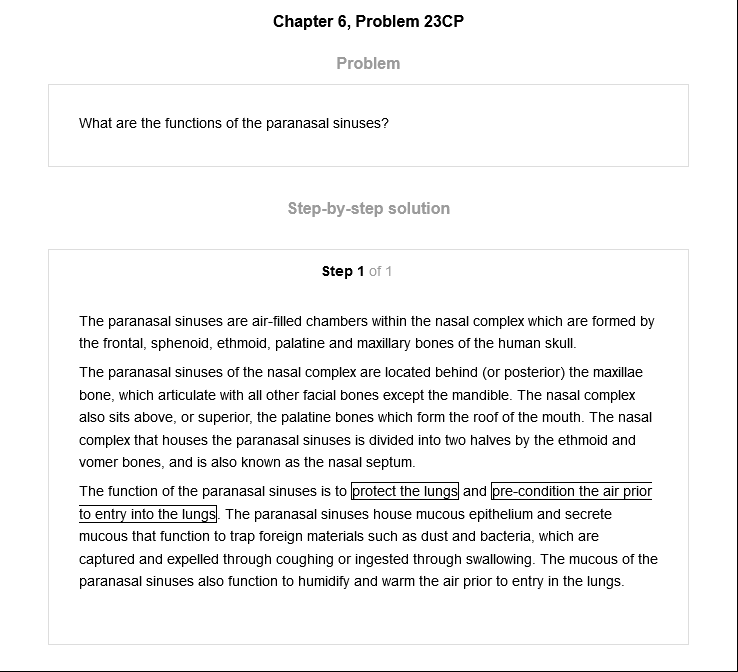 Chapter 6, Problem 23CP
Problem
What are the functions of the paranasal sinuses?
Step-by-step solution
Step 1 of 1
The paranasal sinuses are air-filled chambers within the nasal complex which are formed by
the frontal, sphenoid, ethmoid, palatine and maxillary bones of the human skull.
The paranasal sinuses of the nasal complex are located behind (or posterior) the maxillae
bone, which articulate with all other facial bones except the mandible. The nasal complex
also sits above, or superior, the palatine bones which form the roof of the mouth. The nasal
complex that houses the paranasal sinuses is divided into two halves by the ethmoid and
vomer bones, and is also known as the nasal septum.
The function of the paranasal sinuses is to protect the lungs and pre-condition the air prior
to entry into the lungs. The paranasal sinuses house mucous epithelium and secrete
mucous that function to trap foreign materials such as dust and bacteria, which are
captured and expelled through coughing or ingested through swallowing. The mucous of the
paranasal sinuses also function to humidify and warm the air prior to entry in the lungs.